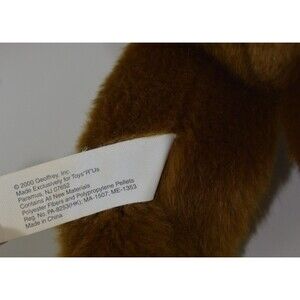 © 2000 Geoffrey, Inc.
Made Exclusively for Toys"R"Us
Paramus, NJ 07652
Contains All New Materials
Polyester Fibers and Polypropylene Pellets
Reg. No. PA-9253(HK), MA-1507, ME-1353
Made in China